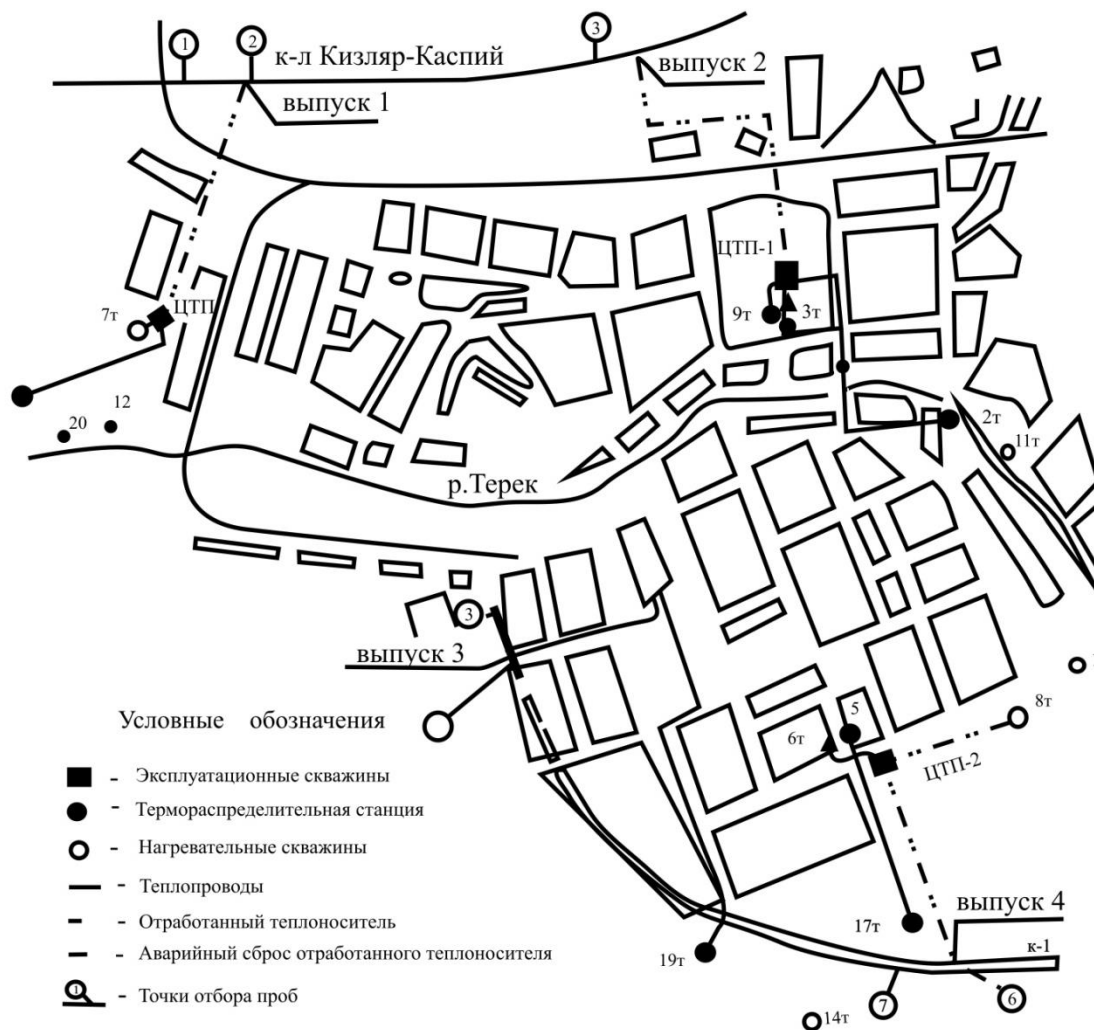 1
2
3
к-л Кизляр-Каспий
выпуск 2
выпуск 1
ЦТП-1
7т
ЦТП
9т
3т
12
20
2т
11т
р.Терек
3
выпуск 3
5
8т
6т
ЦТП-2
Условные обозначения
- Эксплуатационные скважины
- Термораспределительная станция
- Нагревательные скважины
- Теплопроводы
- Отработанный теплоноситель
- Аварийный сброс отработанного теплоносителя
1 - Точки отбора проб
выпуск 4
17т
к-1
19т
7
6
14т